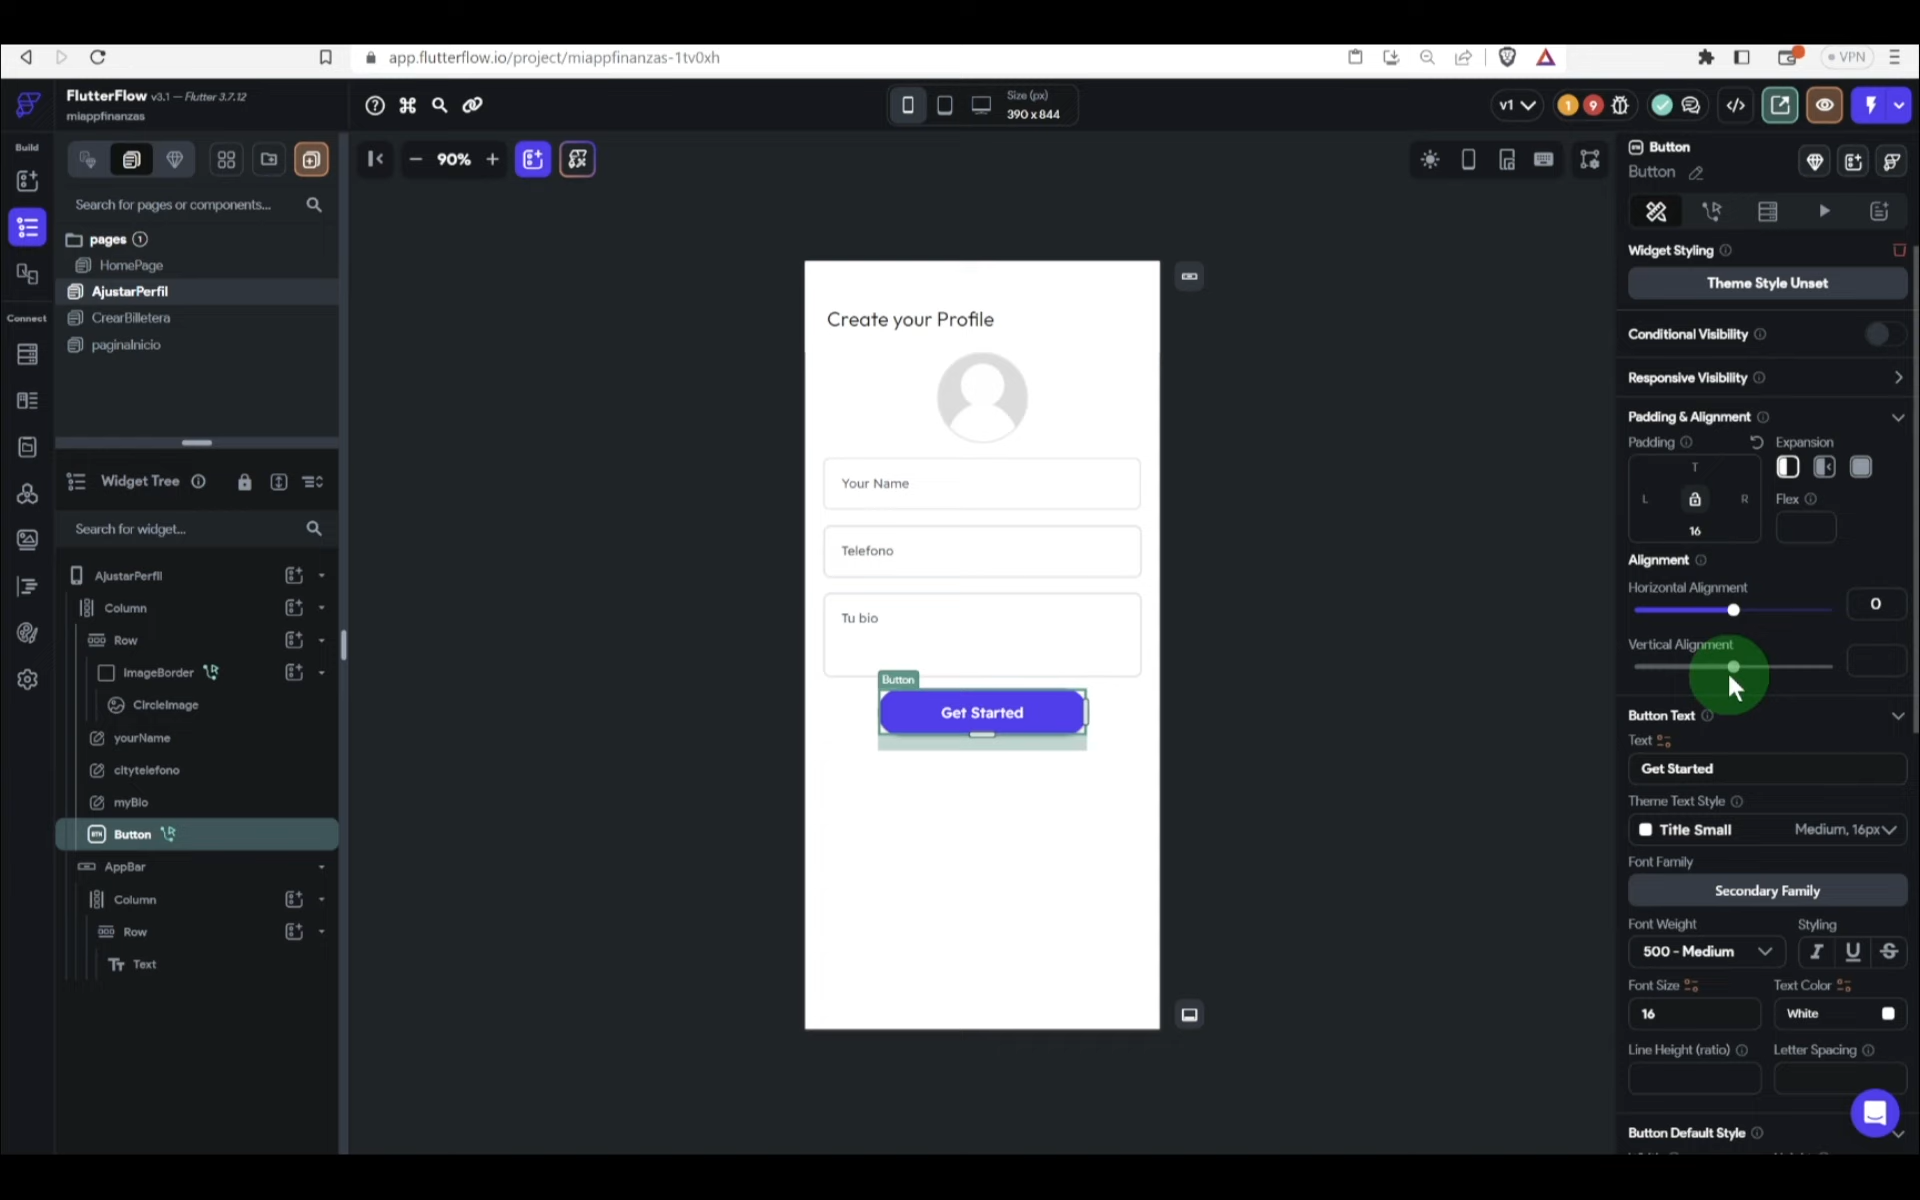 app.flutterflow.io/project/miappfinanzas-1tv0xh
VPN
FlutterFlow v3.1 — Flutter 3.7.12
miappfinanzas
Size (px)
390 x 844
v1
1
9
Build
90%
Button
Button
Search for pages or components...
pages 1
HomePage
AjustarPerfil
CrearBilletera
paginaInicio
Connect
Widget Tree
Search for widget...
AjustarPerfil
Column
Row
ImageBorder
CircleImage
yourName
citytelefono
myBio
Button
AppBar
Column
Row
Text
Create your Profile
Your Name
Telefono
Tu bio
Button
Get Started
Widget Styling
Theme Style Unset
Conditional Visibility
Responsive Visibility
Padding & Alignment
Padding
Expansion
T
L
R
16
Flex
Alignment
Horizontal Alignment
0
Vertical Alignment
Button Text
Text
Get Started
Theme Text Style
Title Small Medium, 16px
Font Family
Secondary Family
Font Weight
Styling
500 - Medium
Font Size
Text Color
16
White
Line Height (ratio)
Letter Spacing
Button Default Style